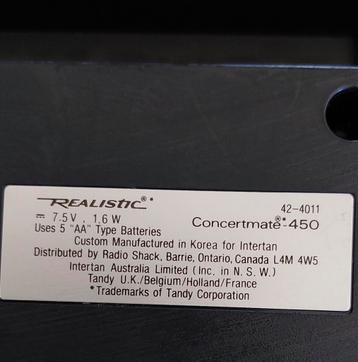 REALISTIC®* 42-4011
⎓ 7.5V, 1.6W Concertmate®*-450
Uses 5 "AA" Type Batteries
Custom Manufactured in Korea for Intertan
Distributed by Radio Shack, Barrie, Ontario, Canada L4M 4W5
Intertan Australia Limited (Inc. in N. S. W.)
Tandy U.K./Belgium/Holland/France
*Trademarks of Tandy Corporation